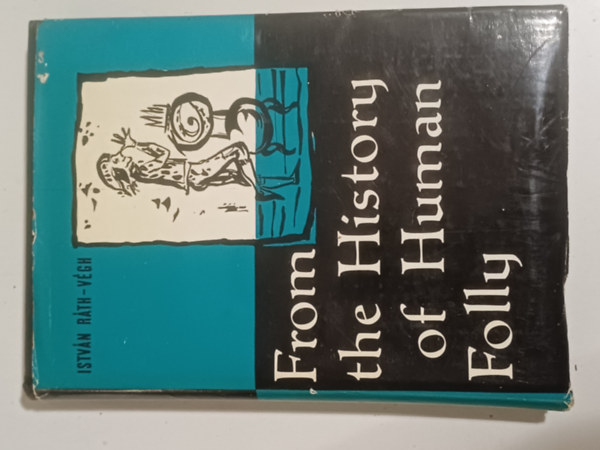 ISTVÁN RÁTH-VÉGH
From
the History
of Human
Folly